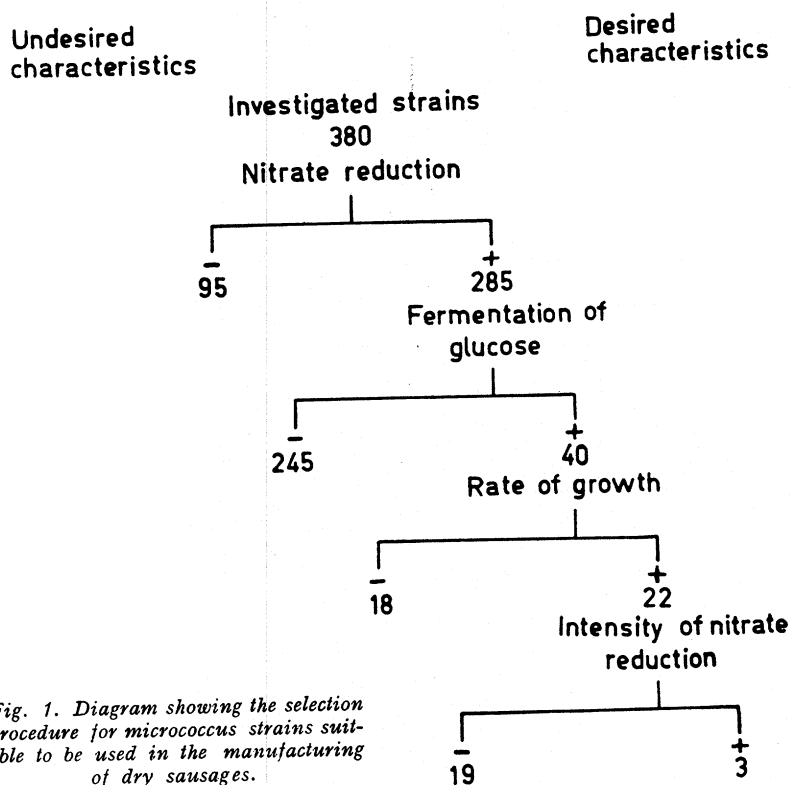 Undesired
characteristics
Desired
characteristics
Investigated strains
380
Nitrate reduction
− +
95 285
Fermentation of
glucose
− +
245 40
Rate of growth
− +
18 22
Intensity of nitrate
reduction
− +
19 3
ig. 1. Diagram showing the selection
rocedure for micrococcus strains suit-
ble to be used in the manufacturing
of dry sausages.